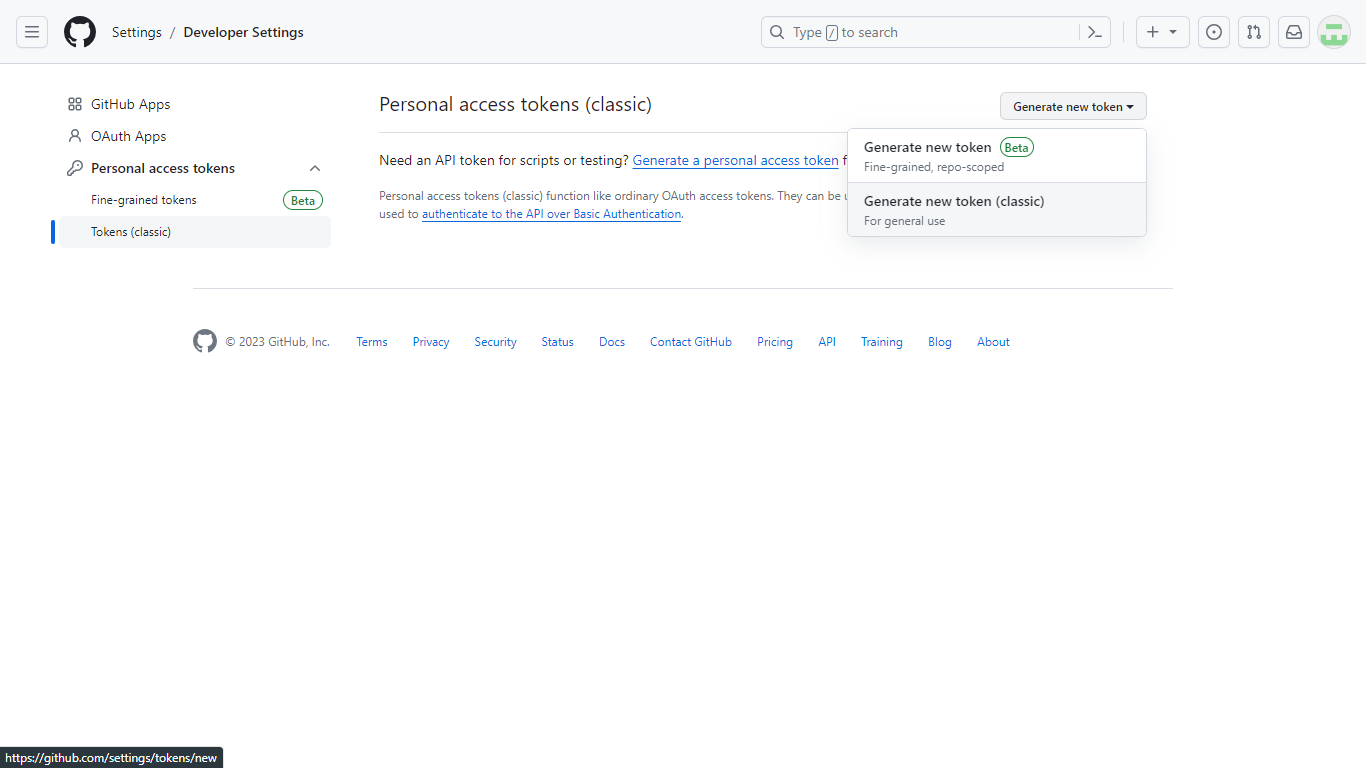 Settings / Developer Settings
Type / to search
GitHub Apps
OAuth Apps
Personal access tokens
Fine-grained tokens Beta
Tokens (classic)
Personal access tokens (classic)
Generate new token
Need an API token for scripts or testing? Generate a personal access token f
Personal access tokens (classic) function like ordinary OAuth access tokens. They can be u
used to authenticate to the API over Basic Authentication.
Generate new token Beta
Fine-grained, repo-scoped
Generate new token (classic)
For general use
© 2023 GitHub, Inc. Terms Privacy Security Status Docs Contact GitHub Pricing API Training Blog About
https://github.com/settings/tokens/new